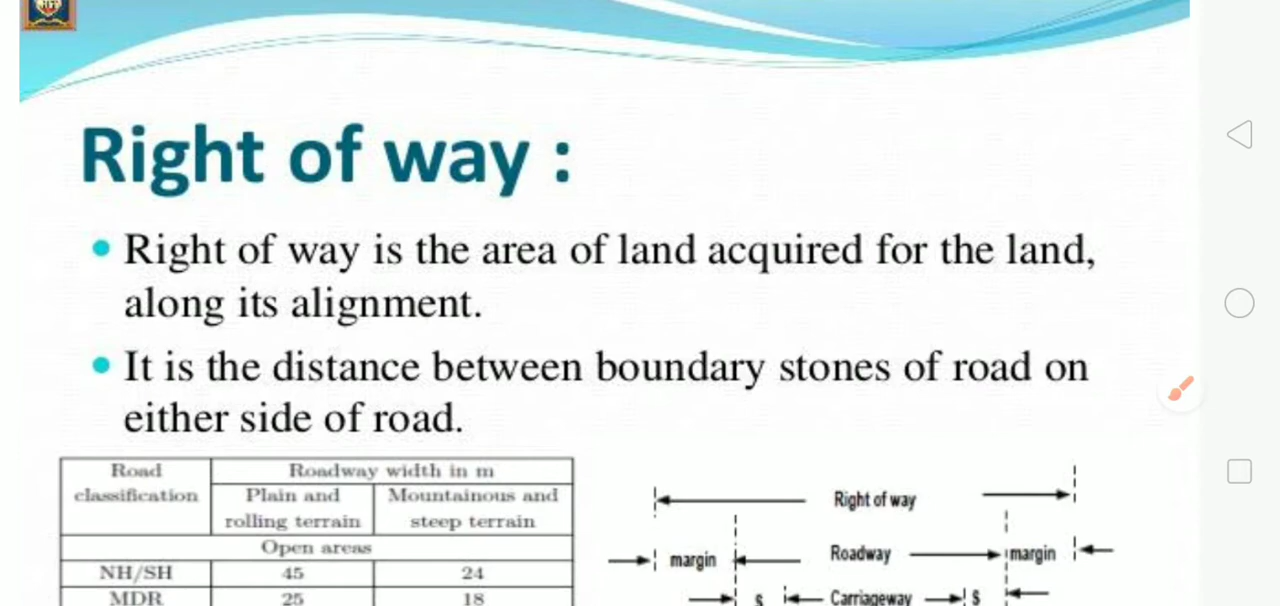 Right of way :
Right of way is the area of land acquired for the land,
along its alignment.
It is the distance between boundary stones of road on
either side of road.
Road classification
Roadway width in m
Plain and rolling terrain
Mountainous and steep terrain
Open areas
NH/SH 45 24
MDR 25 18
Right of way
margin Roadway margin
s Carriageway s